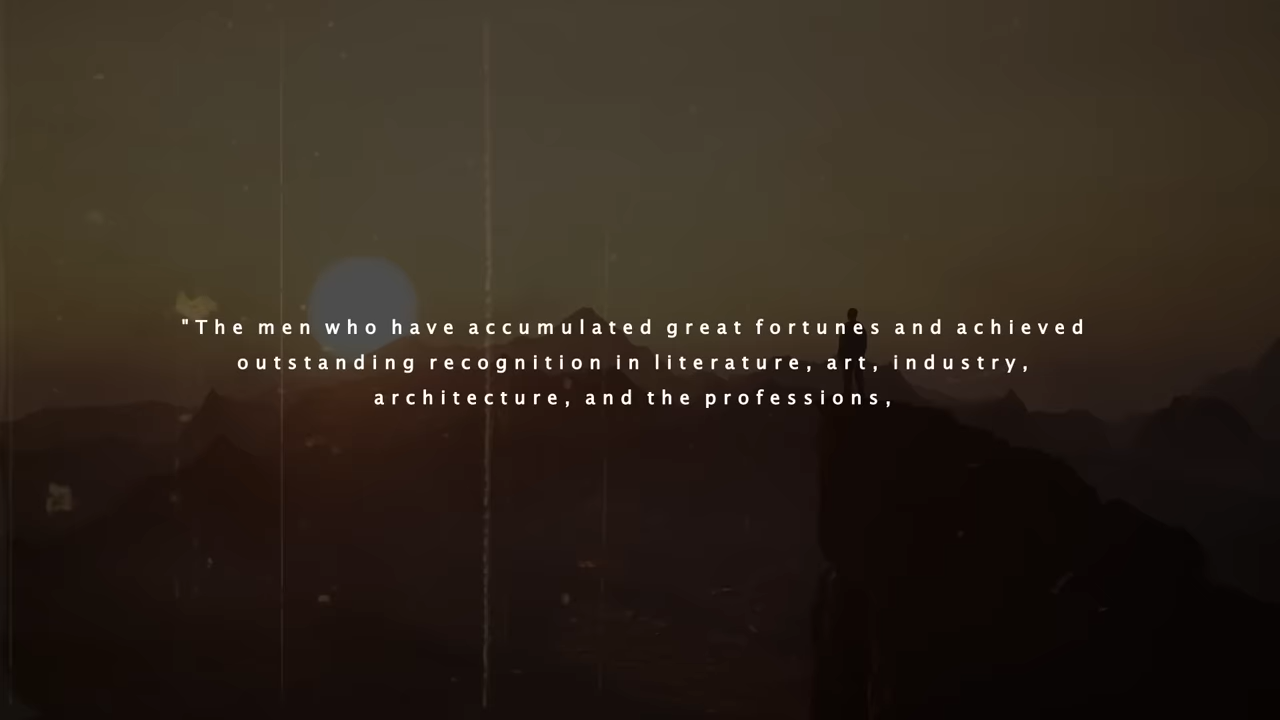 "The men who have accumulated great fortunes and achieved
outstanding recognition in literature, art, industry,
architecture, and the professions,